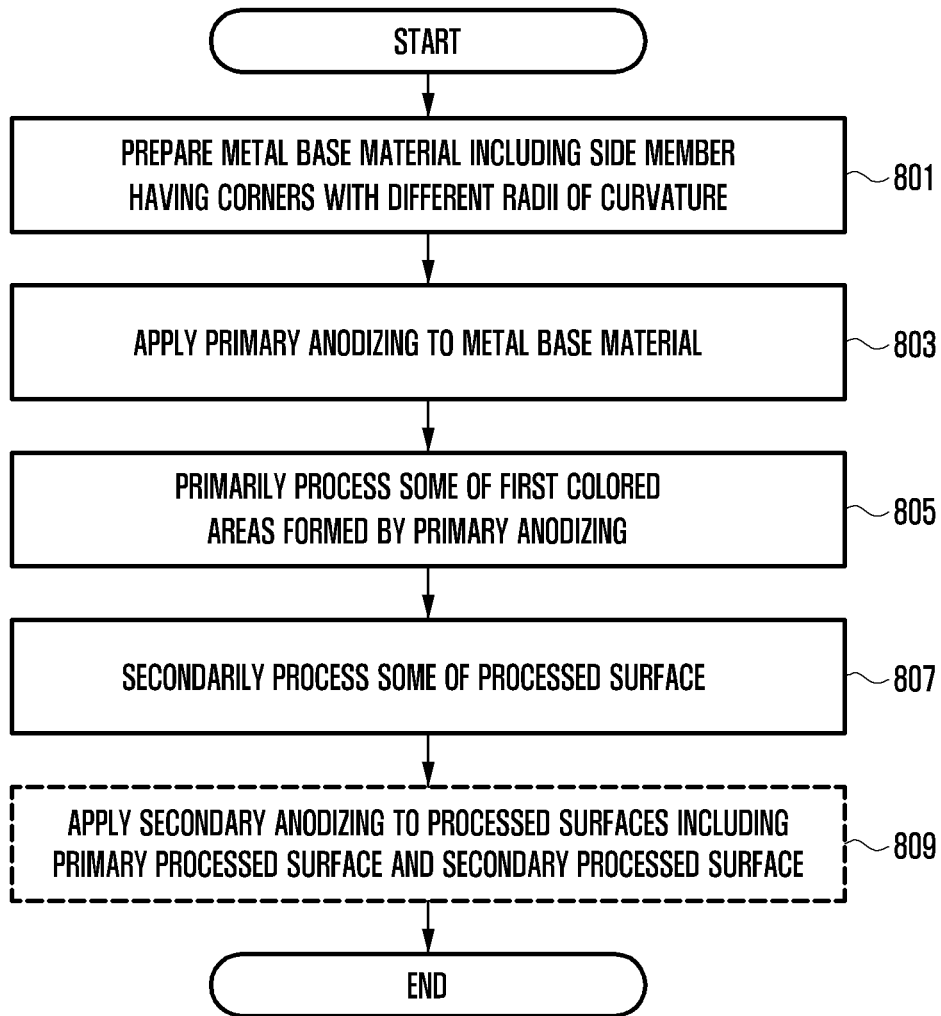 START
PREPARE METAL BASE MATERIAL INCLUDING SIDE MEMBER
HAVING CORNERS WITH DIFFERENT RADII OF CURVATURE
801
APPLY PRIMARY ANODIZING TO METAL BASE MATERIAL
803
PRIMARILY PROCESS SOME OF FIRST COLORED
AREAS FORMED BY PRIMARY ANODIZING
805
SECONDARILY PROCESS SOME OF PROCESSED SURFACE
807
APPLY SECONDARY ANODIZING TO PROCESSED SURFACES INCLUDING
PRIMARY PROCESSED SURFACE AND SECONDARY PROCESSED SURFACE
809
END